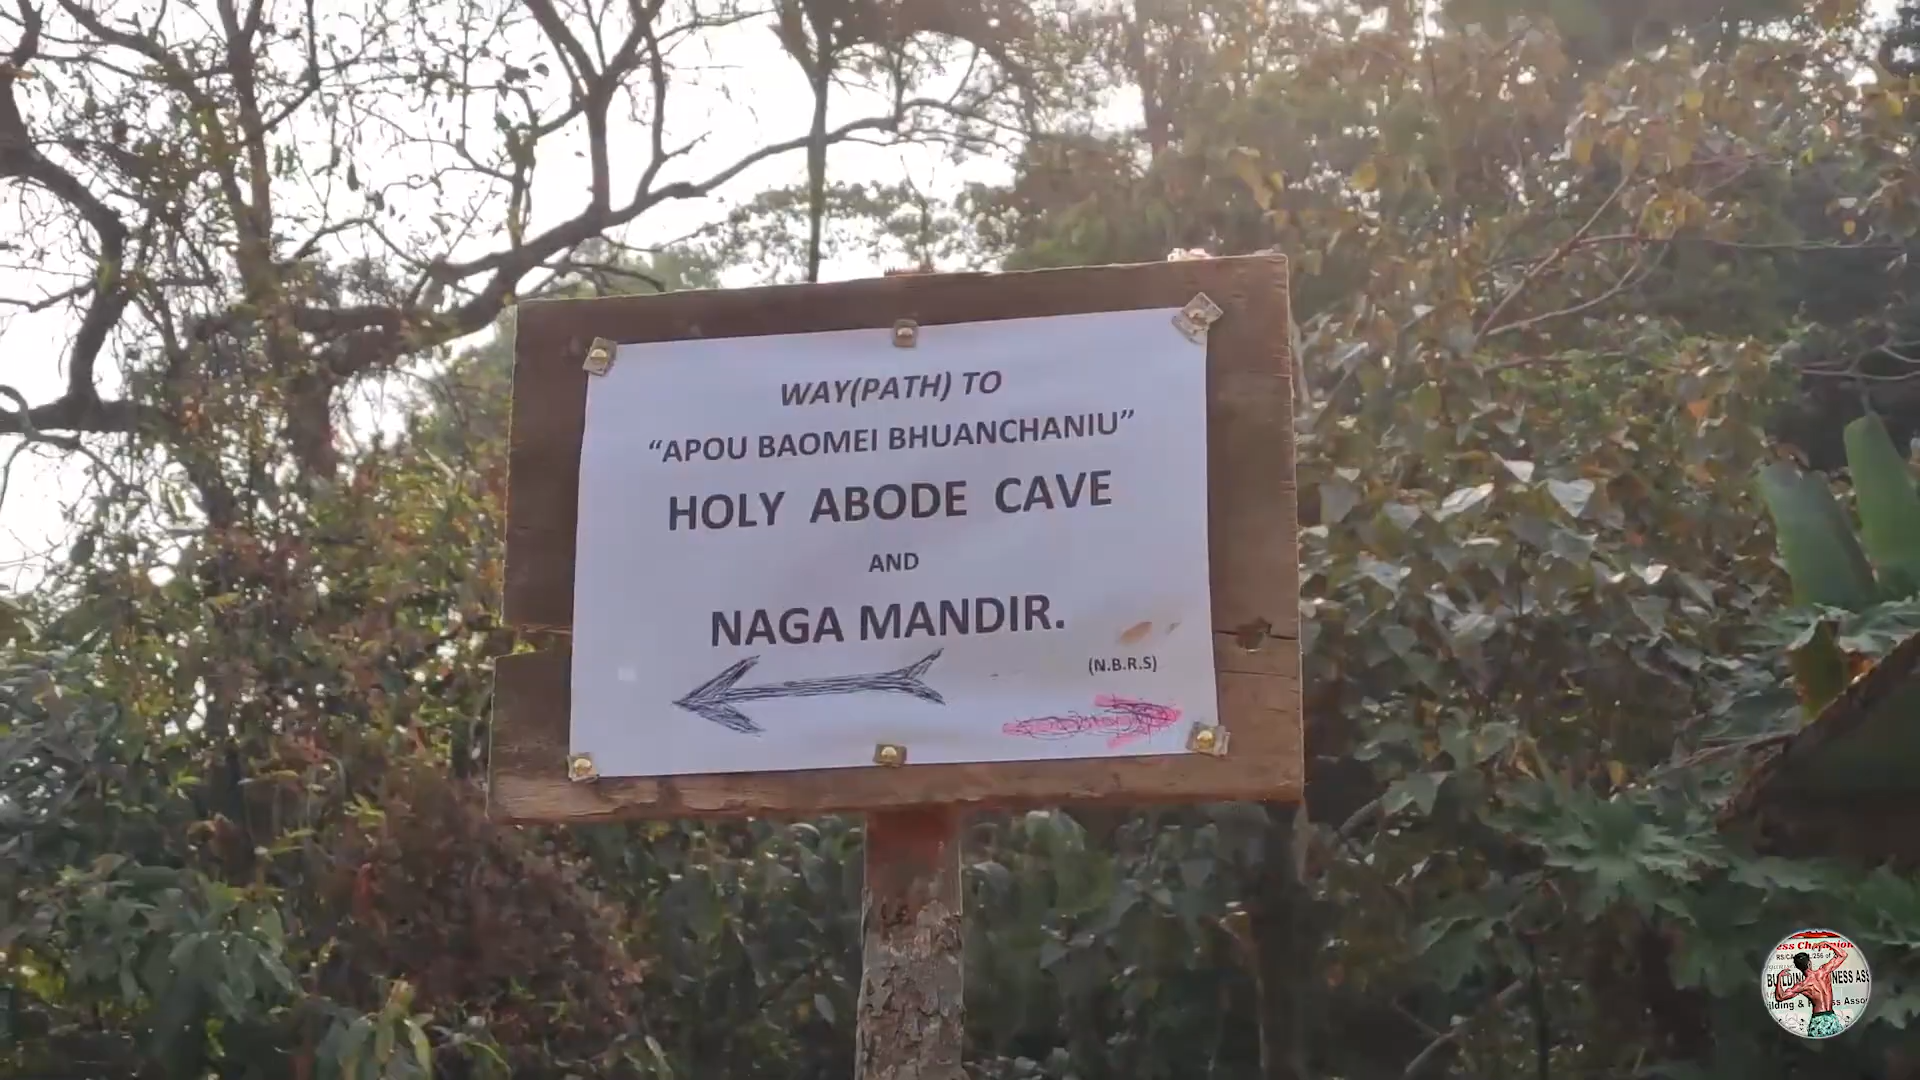 WAY(PATH) TO
“APOU BAOMEI BHUANCHANIU”
HOLY ABODE CAVE
AND
NAGA MANDIR.
(N.B.R.S)